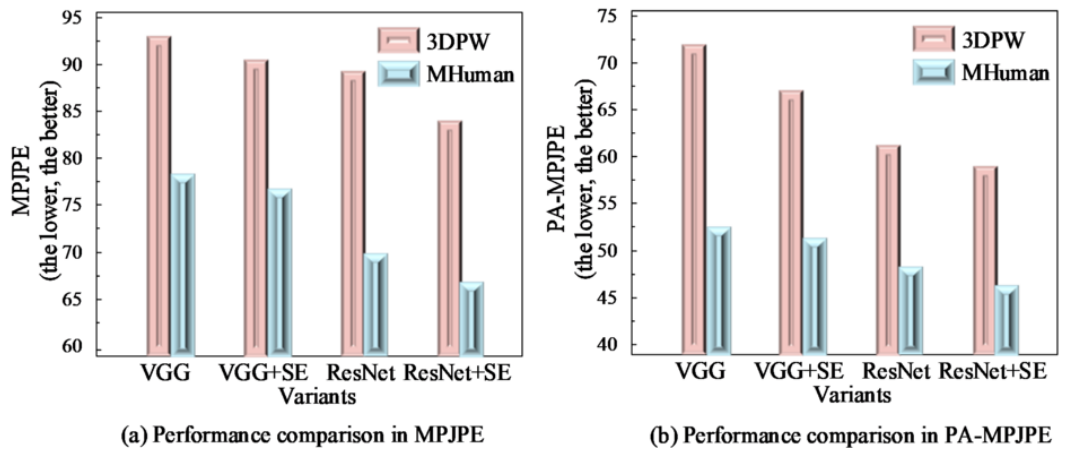 MPJPE
(the lower, the better)
95
90
85
80
75
70
65
60
3DPW
MHuman
VGG VGG+SE ResNet ResNet+SE
Variants
(a) Performance comparison in MPJPE
PA-MPJPE
(the lower, the better)
75
70
65
60
55
50
45
40
3DPW
MHuman
VGG VGG+SE ResNet ResNet+SE
Variants
(b) Performance comparison in PA-MPJPE